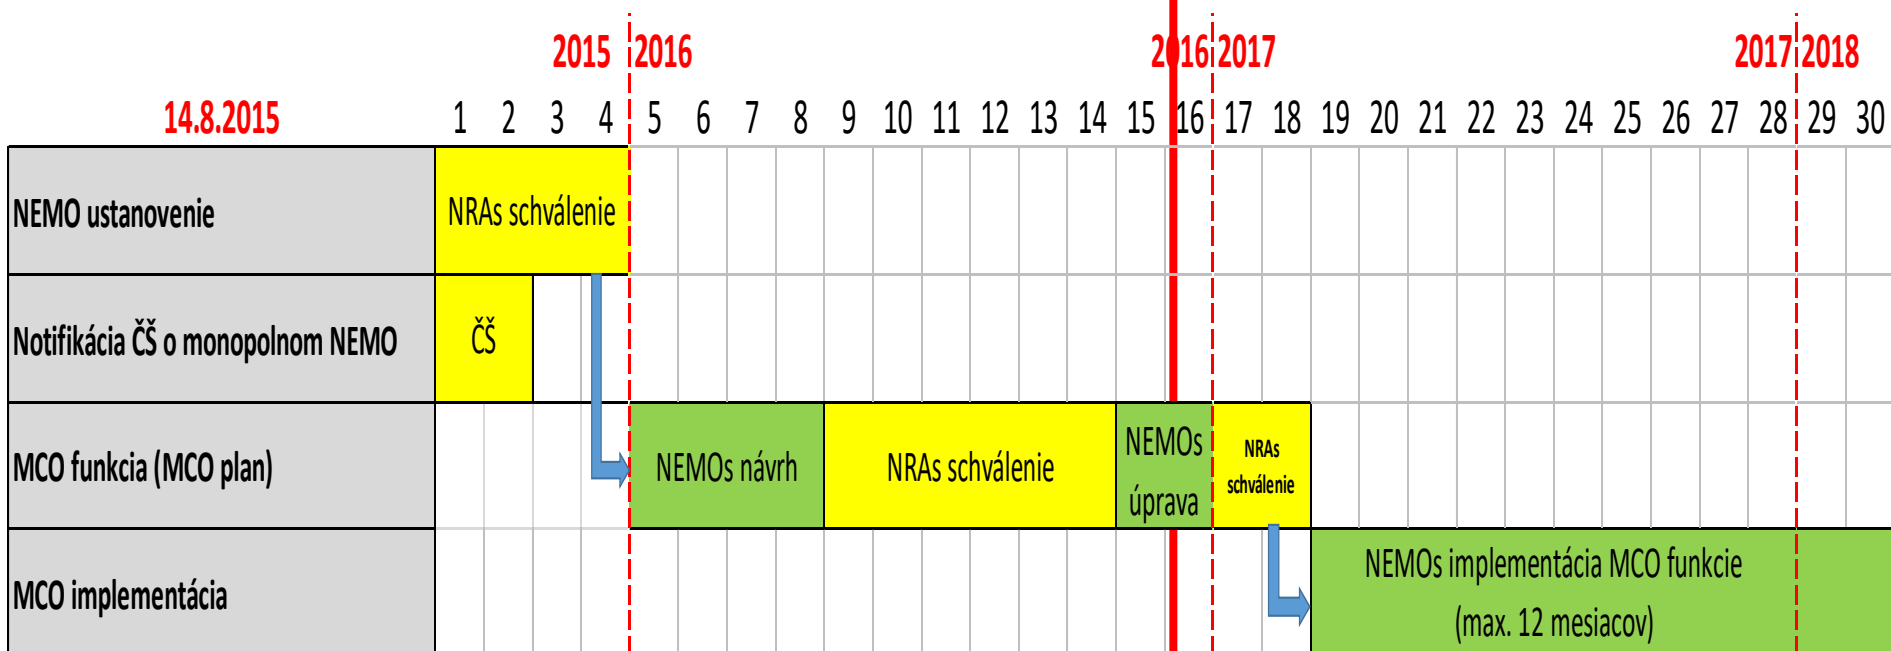 2015 2016 2016 2017 2017 2018
14.8.2015 1 2 3 4 5 6 7 8 9 10 11 12 13 14 15 16 17 18 19 20 21 22 23 24 25 26 27 28 29 30
NEMO ustanovenie
NRAs schválenie
Notifikácia ČŠ o monopolnom NEMO
ČŠ
MCO funkcia (MCO plan)
NEMOs návrh
NRAs schválenie
NEMOs
úprava
NRAs
schválenie
MCO implementácia
NEMOs implementácia MCO funkcie
(max. 12 mesiacov)